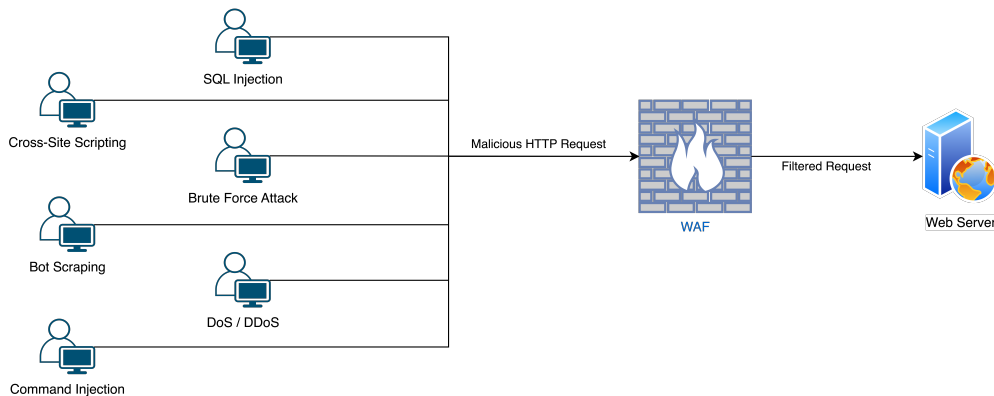 SQL Injection
Cross-Site Scripting
Malicious HTTP Request
Filtered Request
Brute Force Attack
WAF
Web Server
Bot Scraping
DoS / DDoS
Command Injection